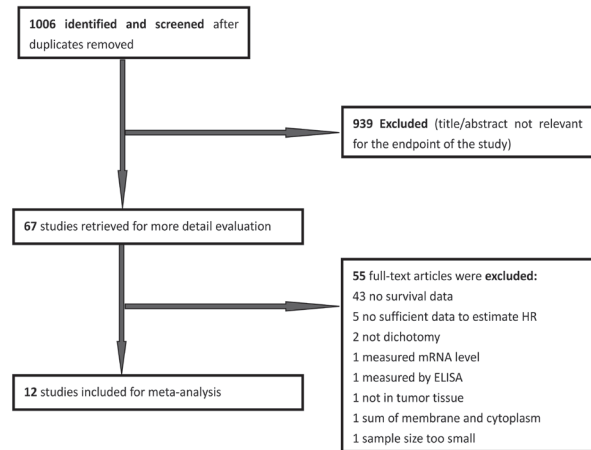 1006 identified and screened after
duplicates removed
939 Excluded (title/abstract not relevant
for the endpoint of the study)
67 studies retrieved for more detail evaluation
55 full-text articles were excluded:
43 no survival data
5 no sufficient data to estimate HR
2 not dichotomy
1 measured mRNA level
1 measured by ELISA
1 not in tumor tissue
1 sum of membrane and cytoplasm
1 sample size too small
12 studies included for meta-analysis